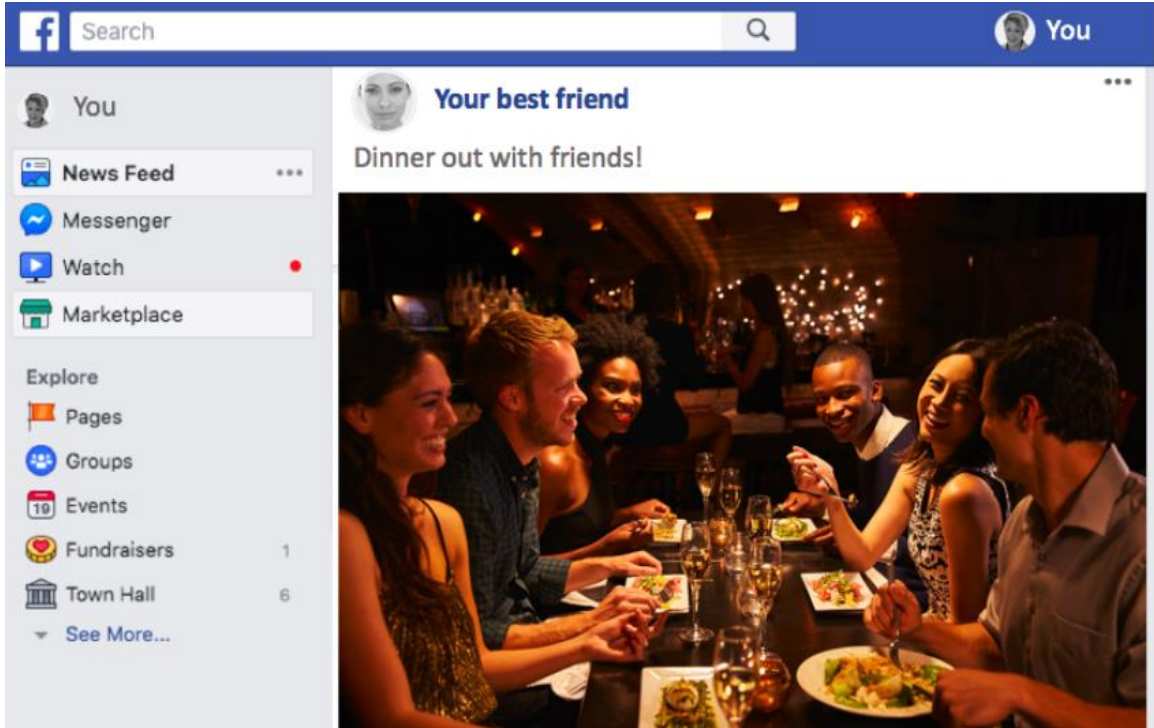 f Search You
You
News Feed
Messenger
Watch
Marketplace
Explore
Pages
Groups
19 Events
Fundraisers 1
Town Hall 6
See More...
Your best friend
Dinner out with friends!